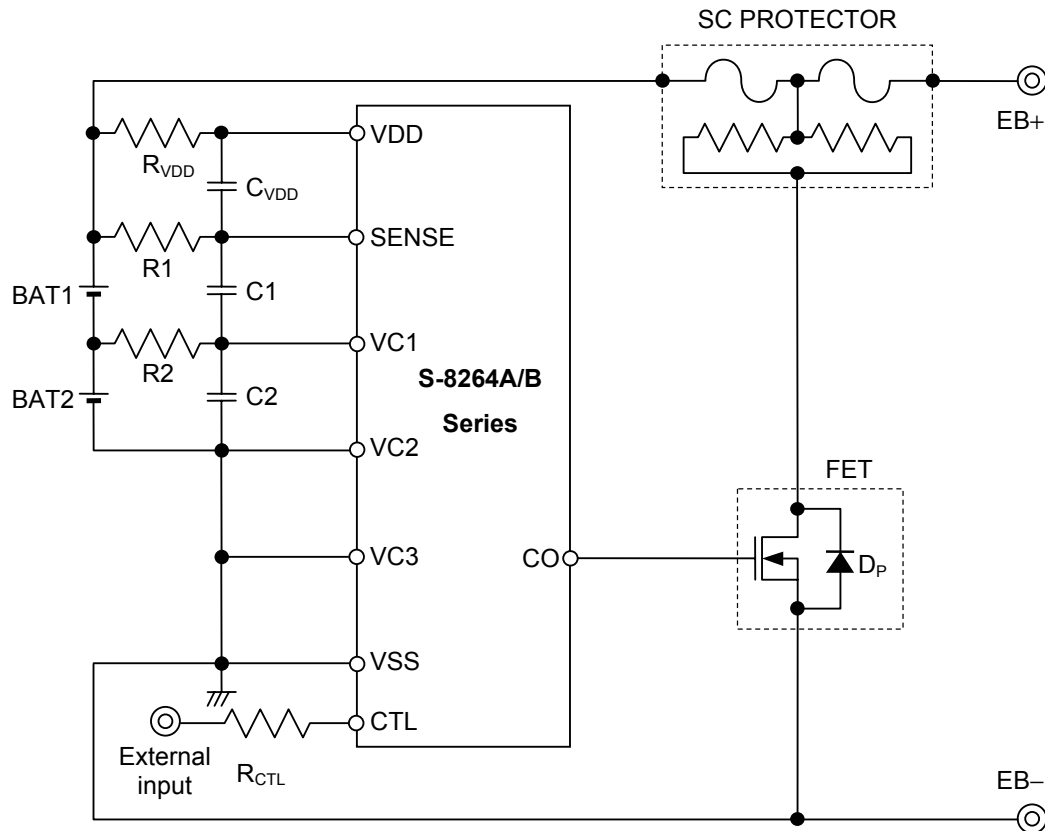 SC PROTECTOR
EB+
VDD
RVDD
CVDD
SENSE
R1
BAT1
C1
VC1
R2
S-8264A/B
Series
BAT2
C2
VC2
FET
VC3
CO
DP
VSS
CTL
External
input
RCTL
EB−